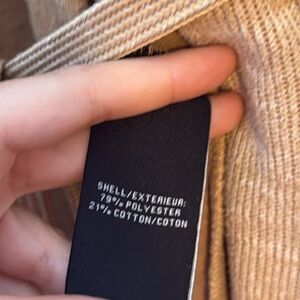 SHELL/EXTERIEUR:
79% POLYESTER
21% COTTON/COTON